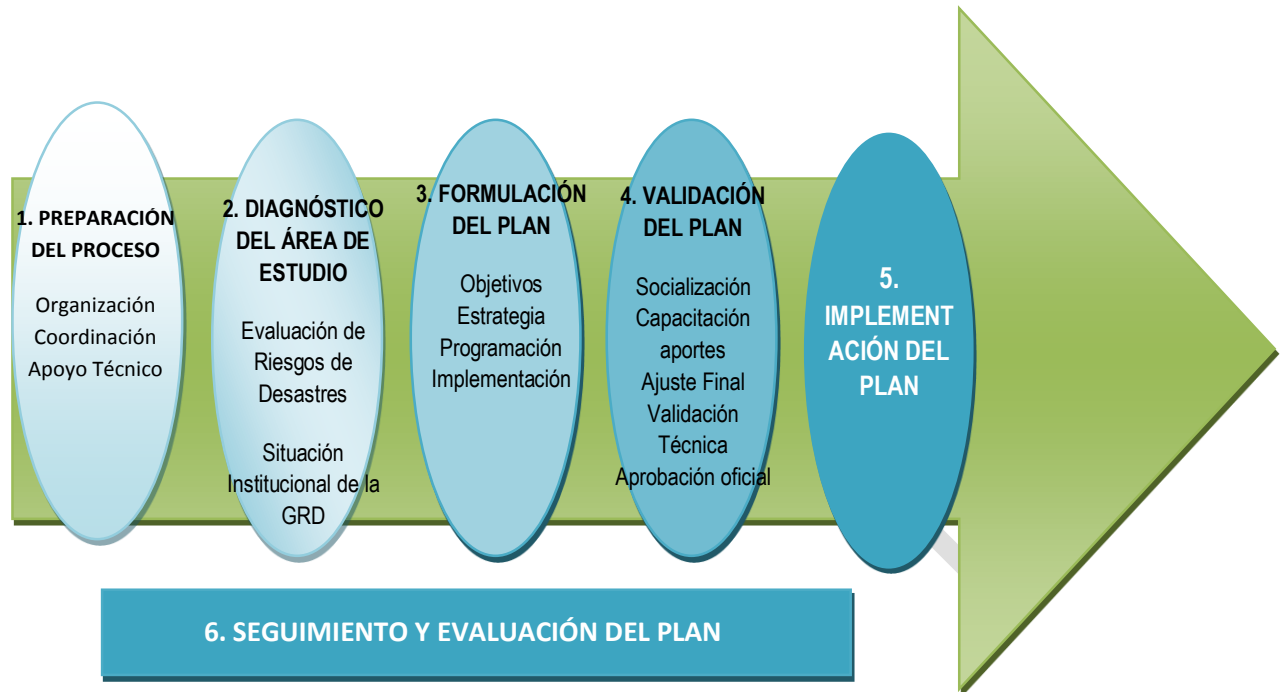 1. PREPARACIÓN
DEL PROCESO
Organización
Coordinación
Apoyo Técnico
2. DIAGNÓSTICO
DEL ÁREA DE
ESTUDIO
Evaluación de
Riesgos de
Desastres
Situación
Institucional de la
GRD
3. FORMULACIÓN
DEL PLAN
Objetivos
Estrategia
Programación
Implementación
4. VALIDACIÓN
DEL PLAN
Socialización
Capacitación
aportes
Ajuste Final
Validación
Técnica
Aprobación oficial
5.
IMPLEMENT
ACIÓN DEL
PLAN
6. SEGUIMIENTO Y EVALUACIÓN DEL PLAN